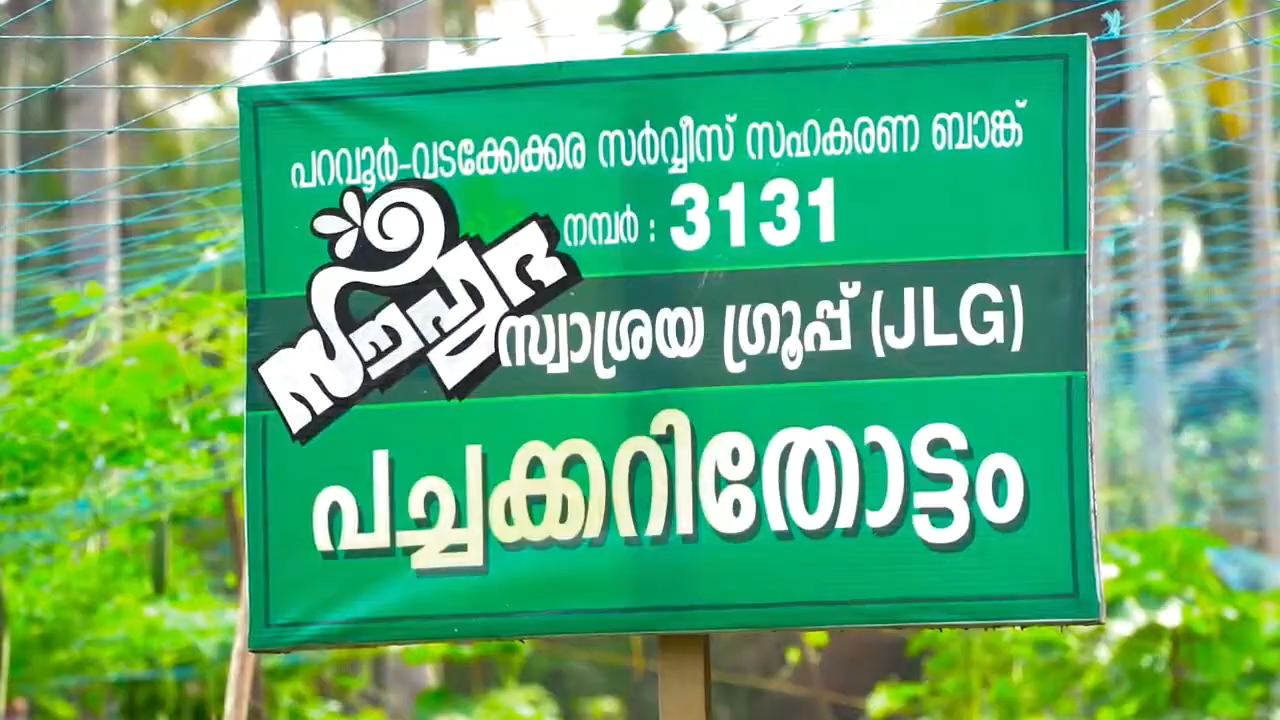 പറവൂർ-വടക്കേക്കര സർവ്വീസ് സഹകരണ ബാങ്ക്
നമ്പർ : 3131
സൗഹൃദ സ്വാശ്രയ ഗ്രൂപ്പ് (JLG)
പച്ചക്കറിതോട്ടം